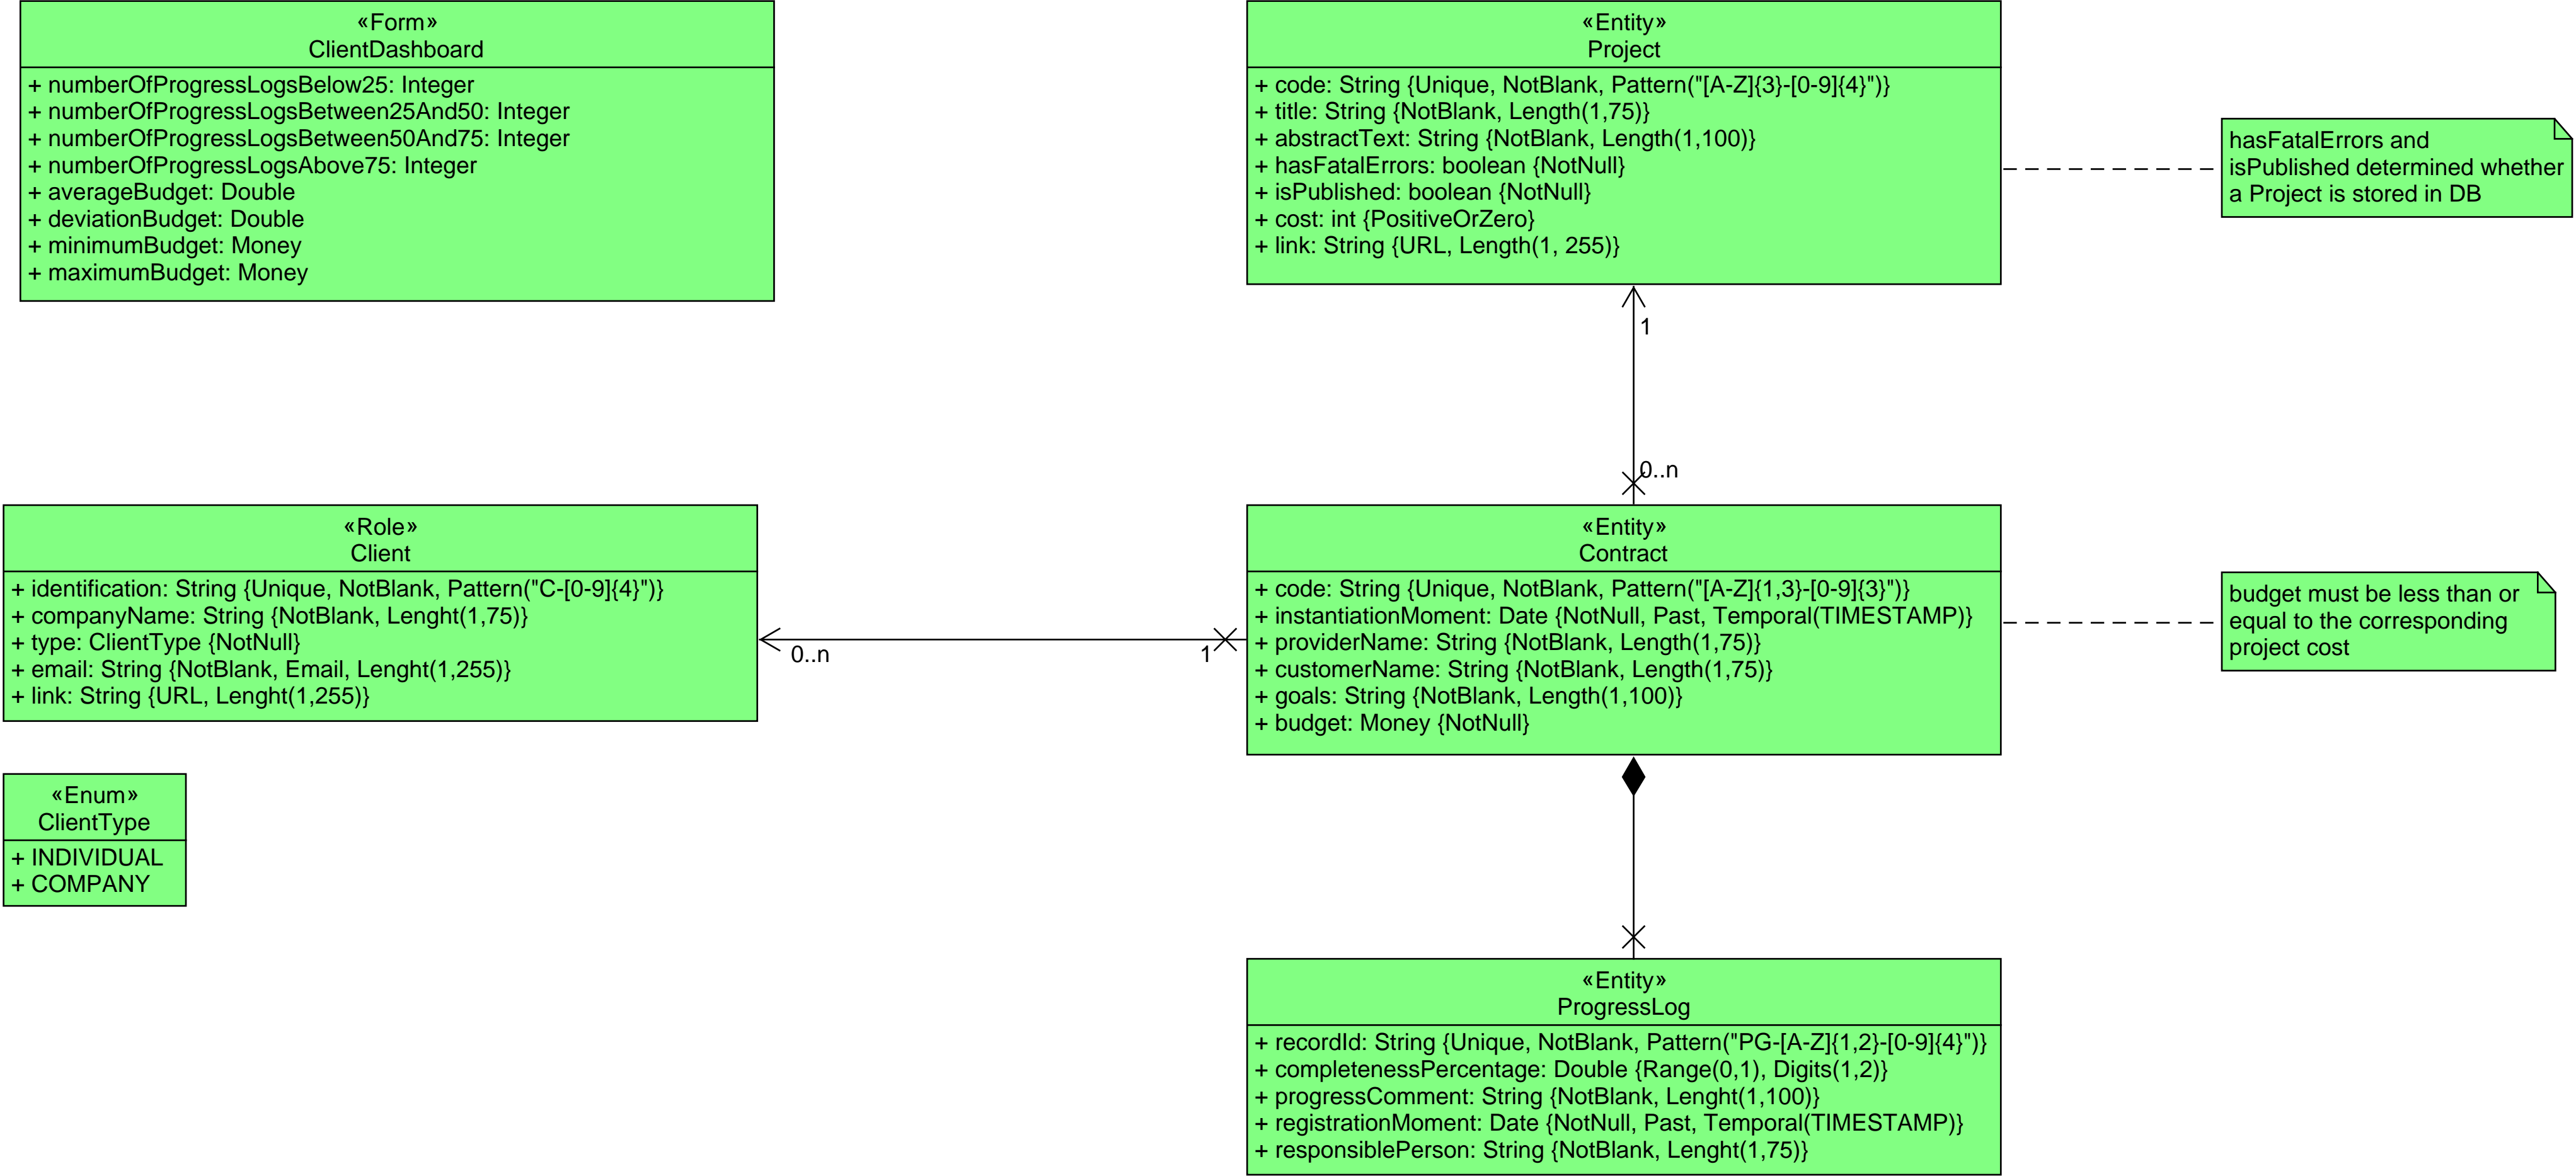 «Form»
ClientDashboard
+ numberOfProgressLogsBelow25: Integer
+ numberOfProgressLogsBetween25And50: Integer
+ numberOfProgressLogsBetween50And75: Integer
+ numberOfProgressLogsAbove75: Integer
+ averageBudget: Double
+ deviationBudget: Double
+ minimumBudget: Money
+ maximumBudget: Money
«Entity»
Project
+ code: String {Unique, NotBlank, Pattern("[A-Z]{3}-[0-9]{4}")}
+ title: String {NotBlank, Length(1,75)}
+ abstractText: String {NotBlank, Length(1,100)}
+ hasFatalErrors: boolean {NotNull}
+ isPublished: boolean {NotNull}
+ cost: int {PositiveOrZero}
+ link: String {URL, Length(1, 255)}
hasFatalErrors and
isPublished determined whether
a Project is stored in DB
1
0..n
«Role»
Client
+ identification: String {Unique, NotBlank, Pattern("C-[0-9]{4}")}
+ companyName: String {NotBlank, Lenght(1,75)}
+ type: ClientType {NotNull}
+ email: String {NotBlank, Email, Lenght(1,255)}
+ link: String {URL, Lenght(1,255)}
0..n
1
«Entity»
Contract
+ code: String {Unique, NotBlank, Pattern("[A-Z]{1,3}-[0-9]{3}")}
+ instantiationMoment: Date {NotNull, Past, Temporal(TIMESTAMP)}
+ providerName: String {NotBlank, Length(1,75)}
+ customerName: String {NotBlank, Length(1,75)}
+ goals: String {NotBlank, Length(1,100)}
+ budget: Money {NotNull}
budget must be less than or
equal to the corresponding
project cost
«Enum»
ClientType
+ INDIVIDUAL
+ COMPANY
«Entity»
ProgressLog
+ recordId: String {Unique, NotBlank, Pattern("PG-[A-Z]{1,2}-[0-9]{4}")}
+ completenessPercentage: Double {Range(0,1), Digits(1,2)}
+ progressComment: String {NotBlank, Lenght(1,100)}
+ registrationMoment: Date {NotNull, Past, Temporal(TIMESTAMP)}
+ responsiblePerson: String {NotBlank, Lenght(1,75)}